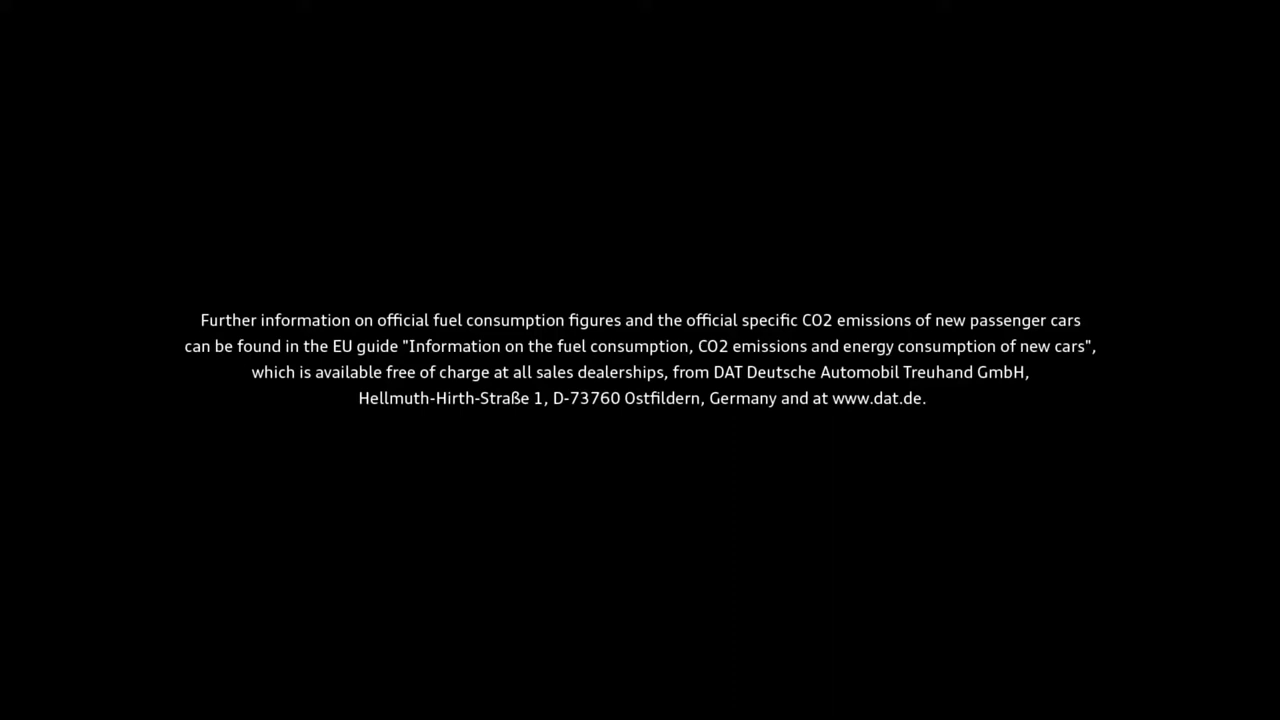 Further information on official fuel consumption figures and the official specific CO2 emissions of new passenger cars
can be found in the EU guide "Information on the fuel consumption, CO2 emissions and energy consumption of new cars",
which is available free of charge at all sales dealerships, from DAT Deutsche Automobil Treuhand GmbH,
Hellmuth-Hirth-Straße 1, D-73760 Ostfildern, Germany and at www.dat.de.